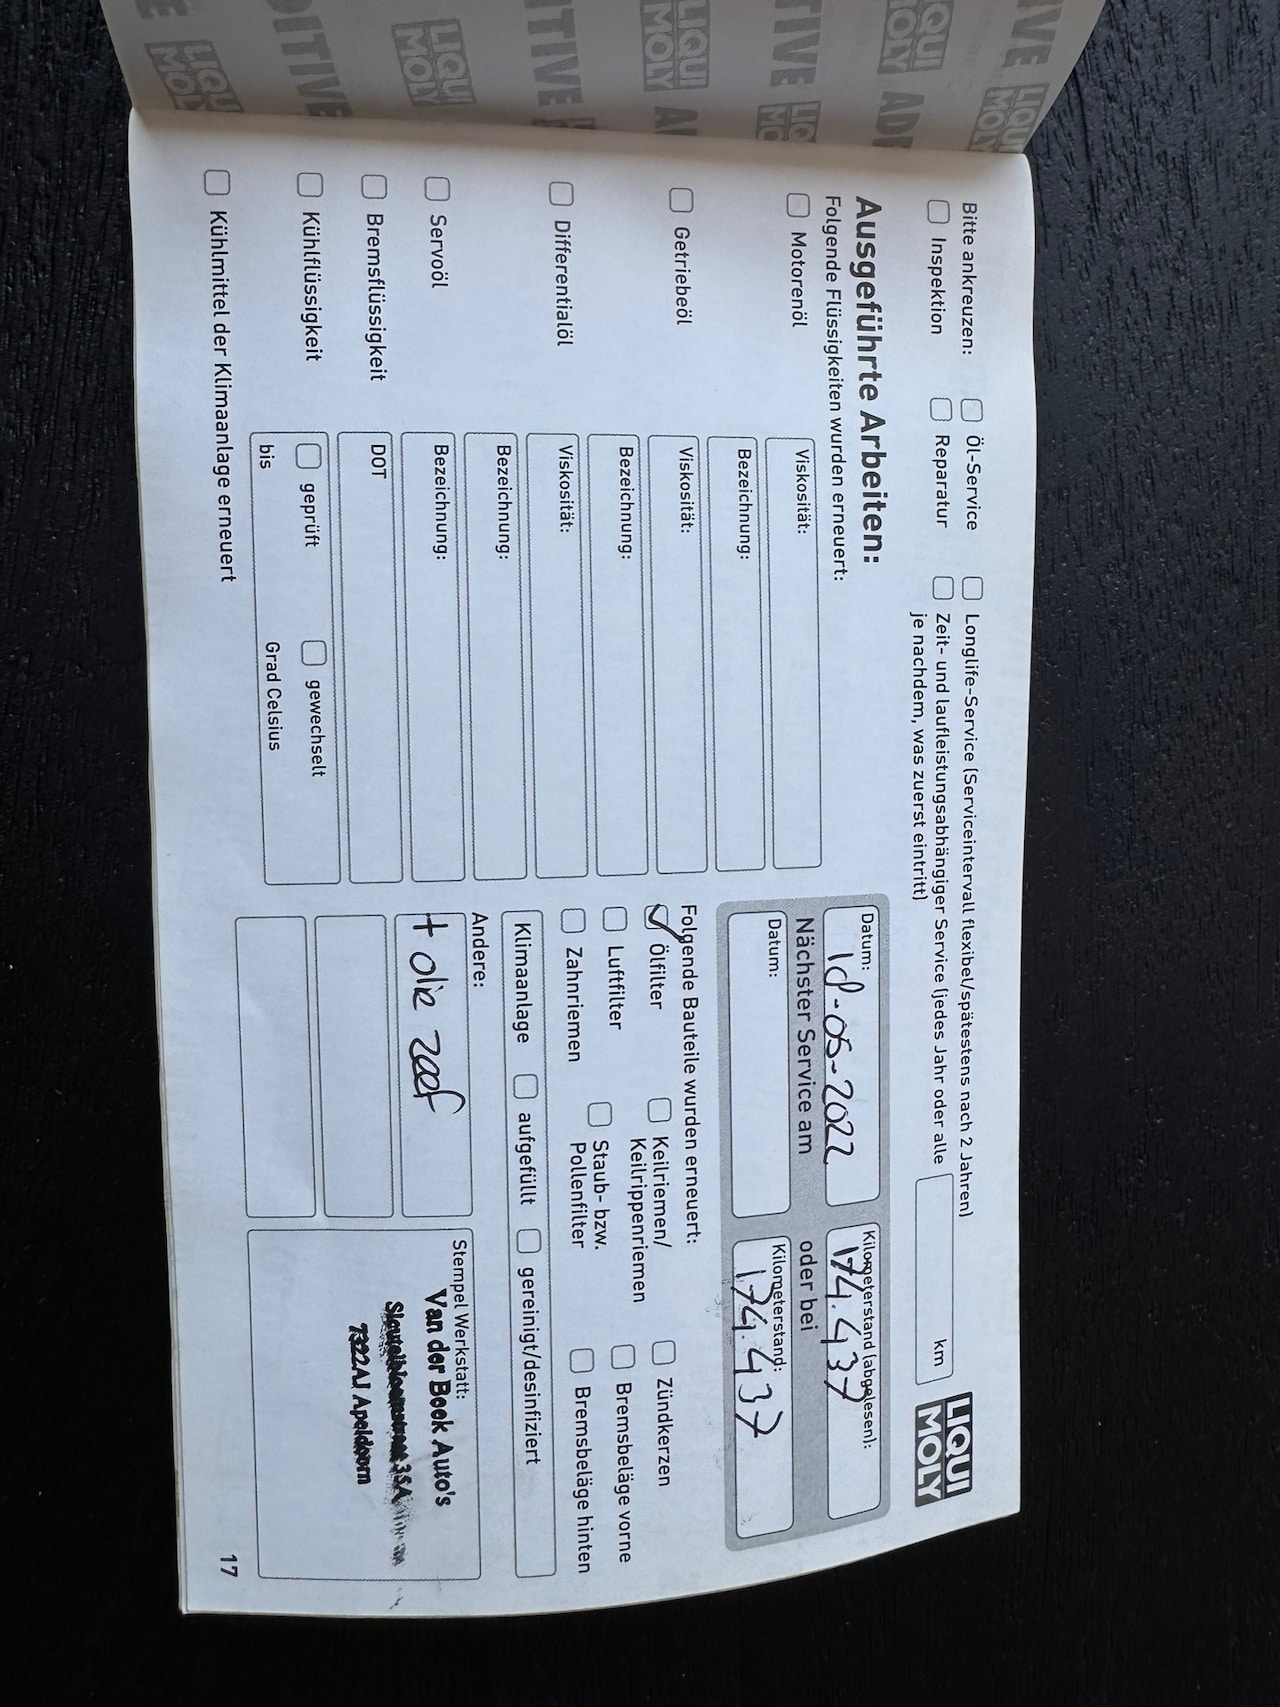 Bitte ankreuzen:
Öl-Service
Longlife-Service (Serviceintervall flexibel/spätestens nach 2 Jahren)
Inspektion
Reparatur
Zeit- und laufleistungsabhängiger Service (jedes Jahr oder alle
km
je nachdem, was zuerst eintritt)
LIQUI
MOLY
Ausgeführte Arbeiten:
Folgende Flüssigkeiten wurden erneuert:
Motorenöl
Viskosität:
Bezeichnung:
Getriebeöl
Viskosität:
Bezeichnung:
Differentialöl
Viskosität:
Bezeichnung:
Servoöl
Bezeichnung:
Bremsflüssigkeit
DOT
Kühlflüssigkeit
geprüft
gewechselt
bis
Grad Celsius
Kühlmittel der Klimaanlage erneuert
Datum:
-05-2022
Kilometerstand (abgelesen):
174.437
Nächster Service am
oder bei
Datum:
Kilometerstand:
174.437
Folgende Bauteile wurden erneuert:
Ölfilter
Keilriemen/
Keilrippenriemen
Zündkerzen
Luftfilter
Staub- bzw.
Pollenfilter
Bremsbeläge vorne
Zahnriemen
Bremsbeläge hinten
Klimaanlage
aufgefüllt
gereinigt/desinfiziert
Andere:
+ olie
Stempel Werkstatt:
Van der Beek Auto's
35A
7322AJ Apeldoorn
17
LIQUI
MOLY